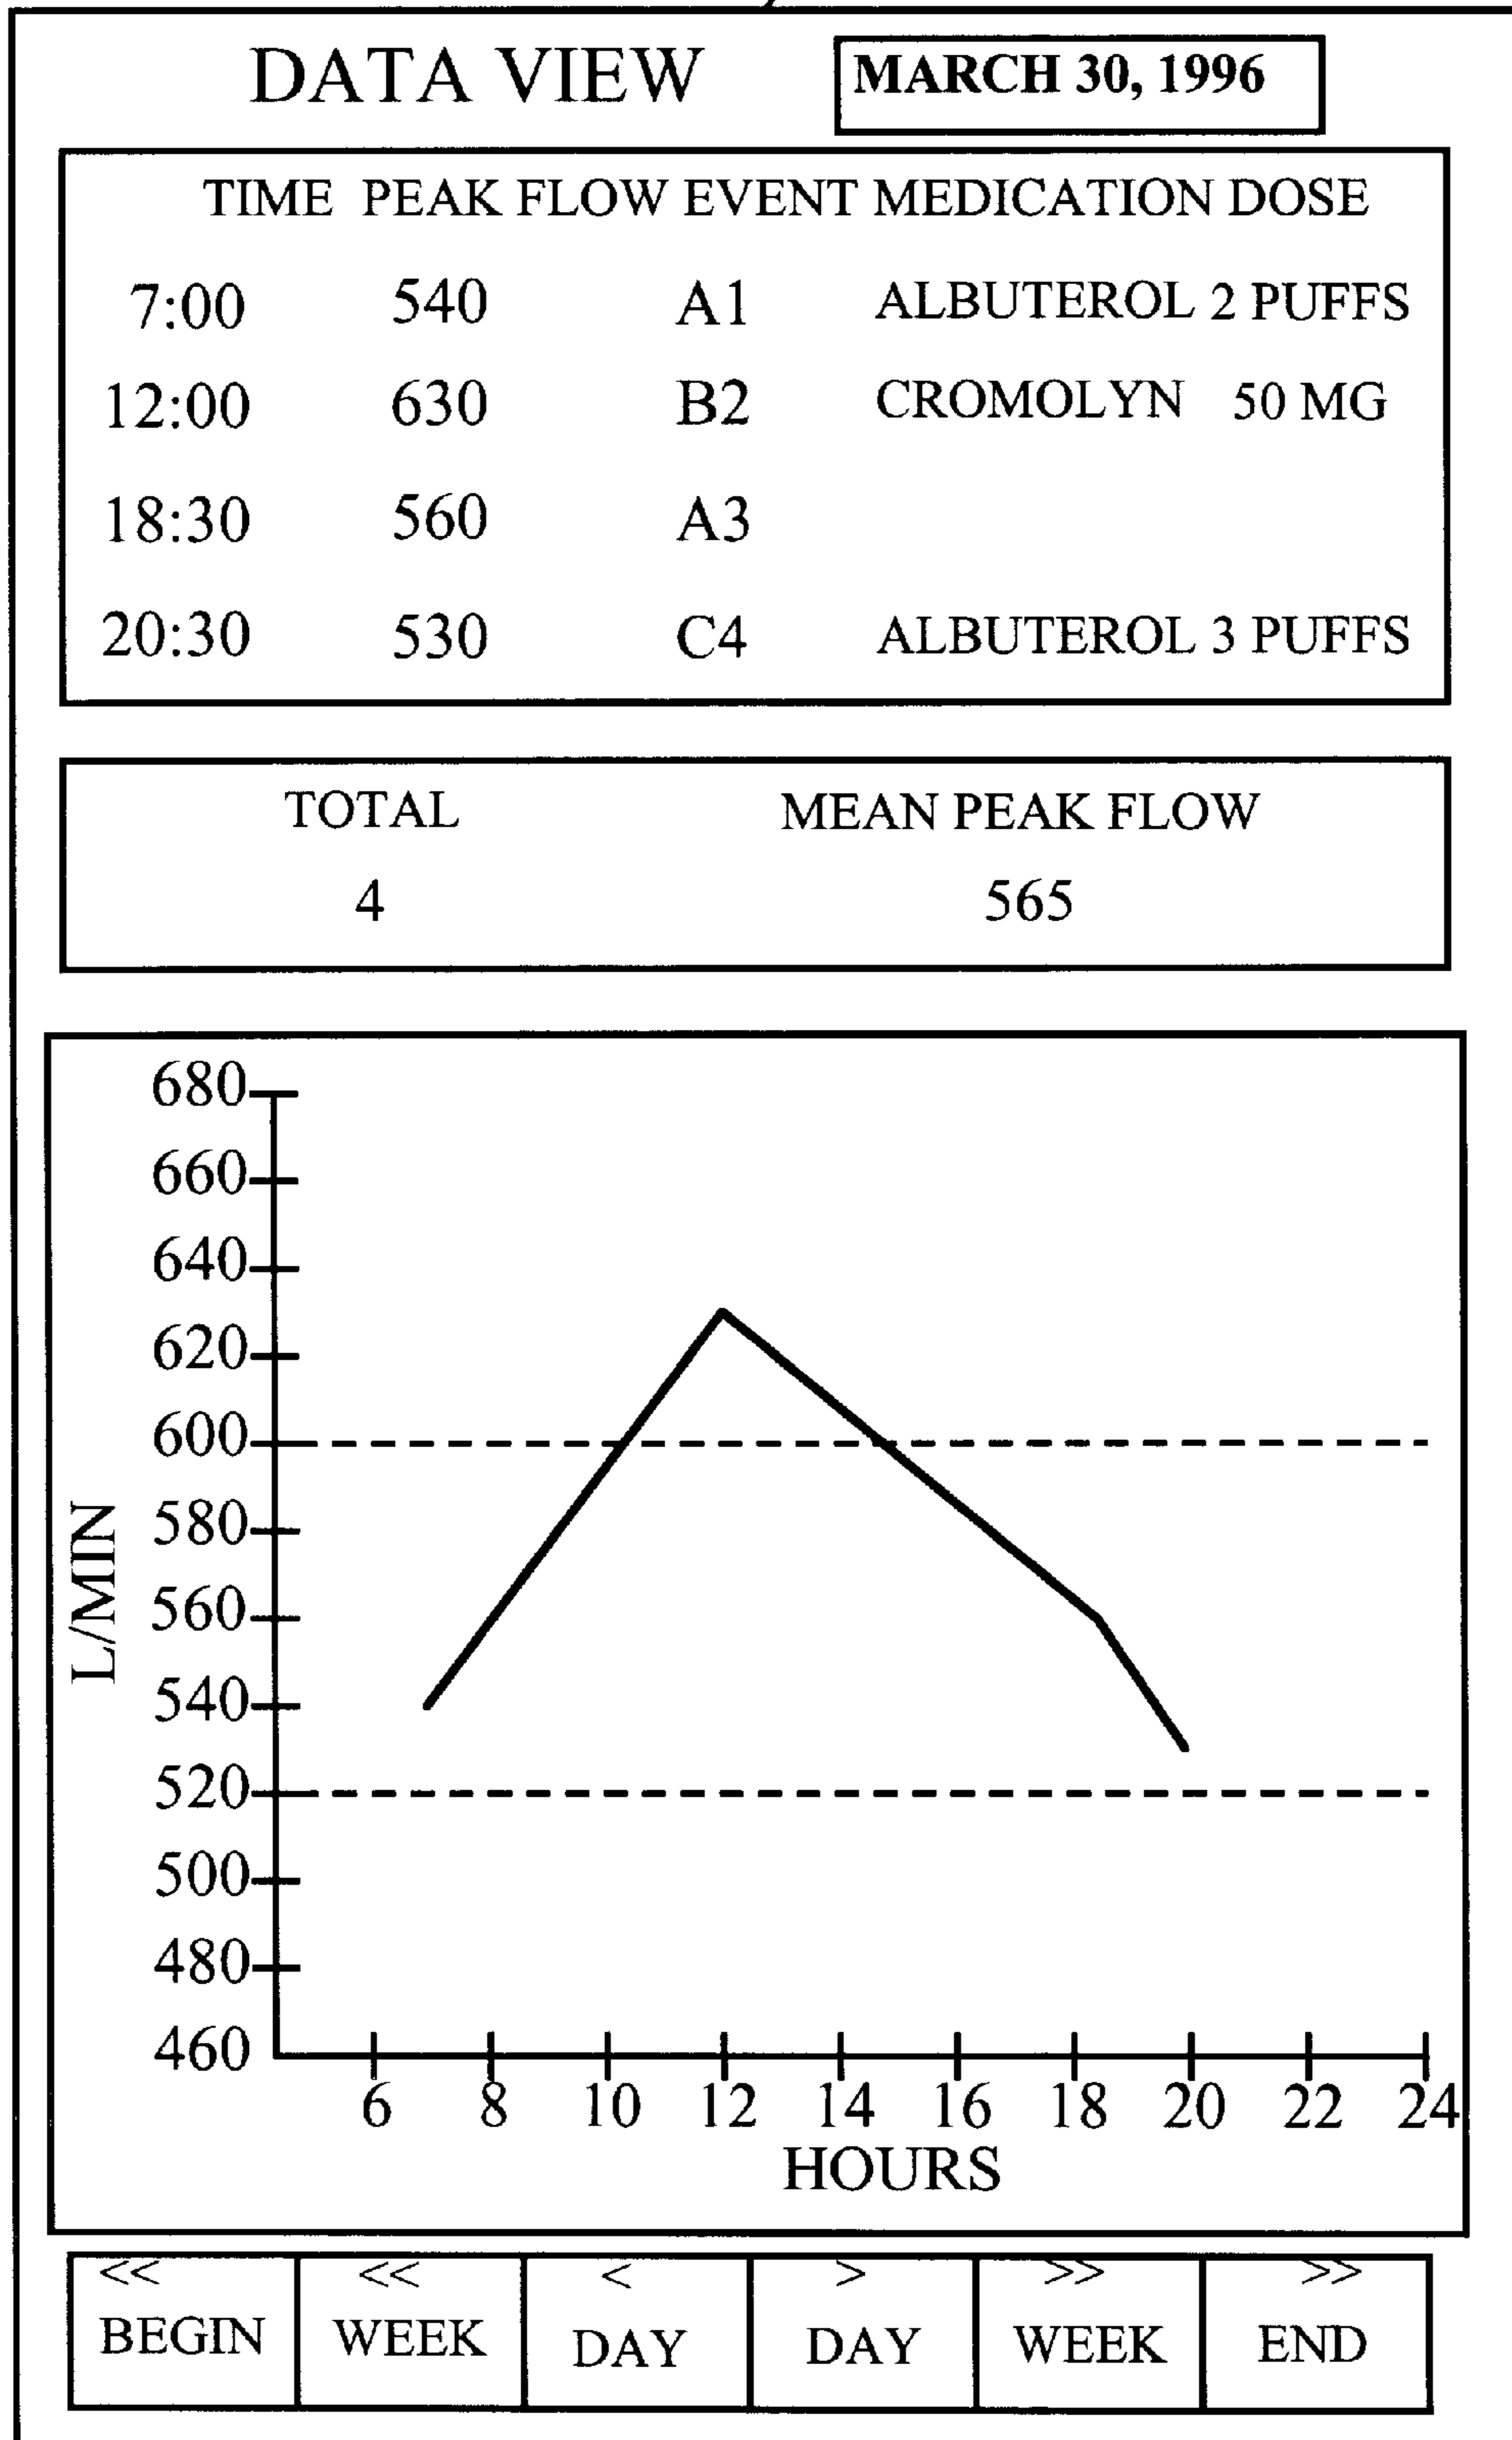 DATA VIEW MARCH 30, 1996
TIME PEAK FLOW EVENT MEDICATION DOSE
7:00 540 A1 ALBUTEROL 2 PUFFS
12:00 630 B2 CROMOLYN 50 MG
18:30 560 A3
20:30 530 C4 ALBUTEROL 3 PUFFS
TOTAL MEAN PEAK FLOW
4 565
680
660
640
620
600
580
560
540
520
500
480
460
L/MIN
6 8 10 12 14 16 18 20 22 24
HOURS
<< << < > >> >>
BEGIN WEEK DAY DAY WEEK END